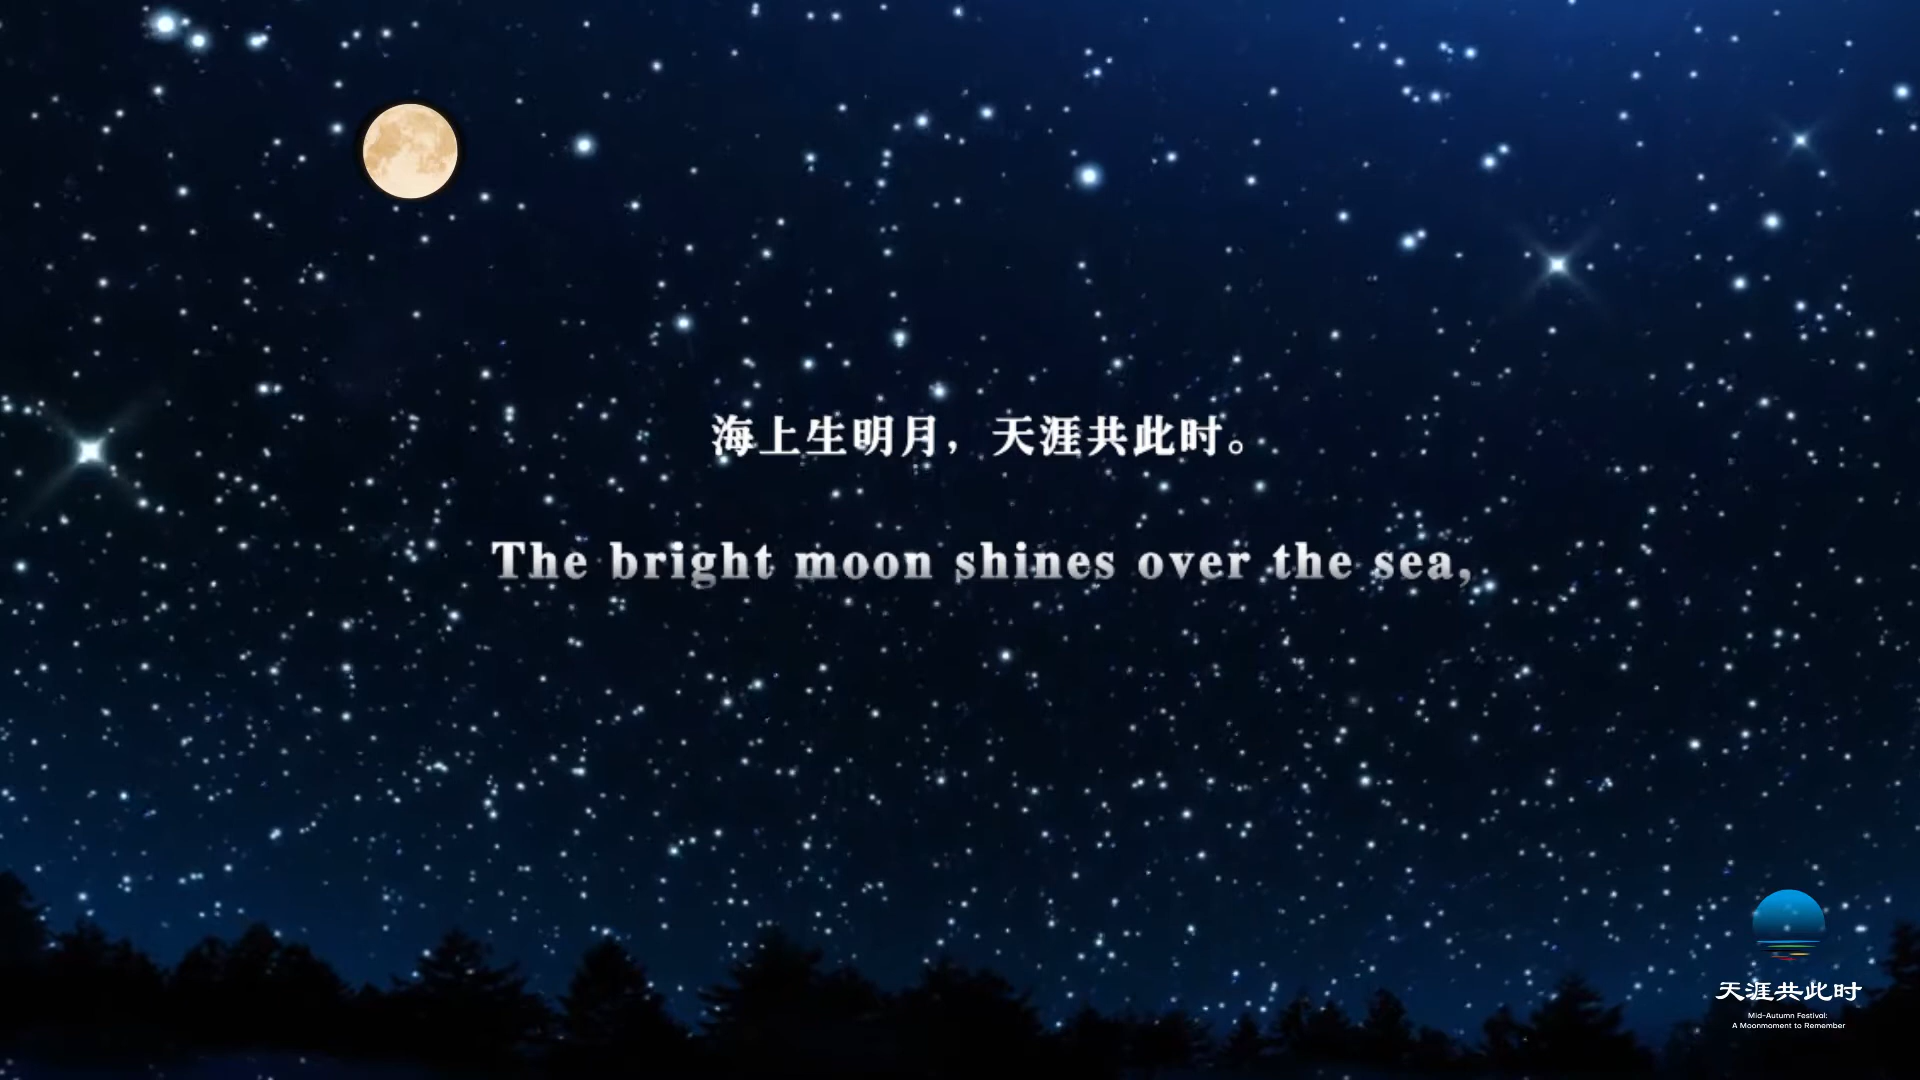 海上生明月，天涯共此时。
The bright moon shines over the sea,
天涯共此时
Mid-Autumn Festival:
A Moonmoment to Remember